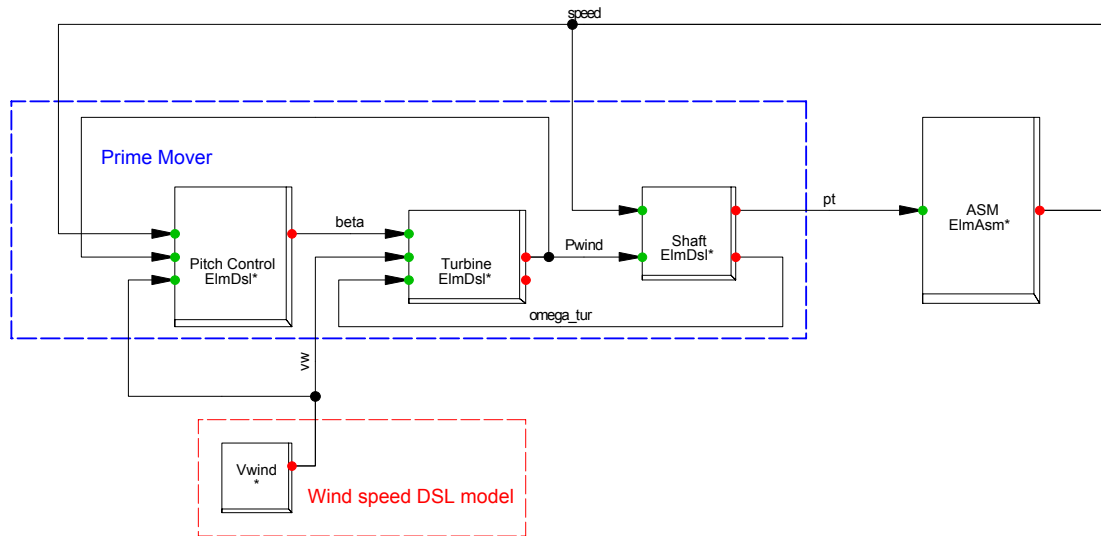 speed
Prime Mover
Pitch Control
ElmDsl*
beta
Turbine
ElmDsl*
Pwind
Shaft
ElmDsl*
pt
ASM
ElmAsm*
omega_tur
vw
Vwind
*
Wind speed DSL model